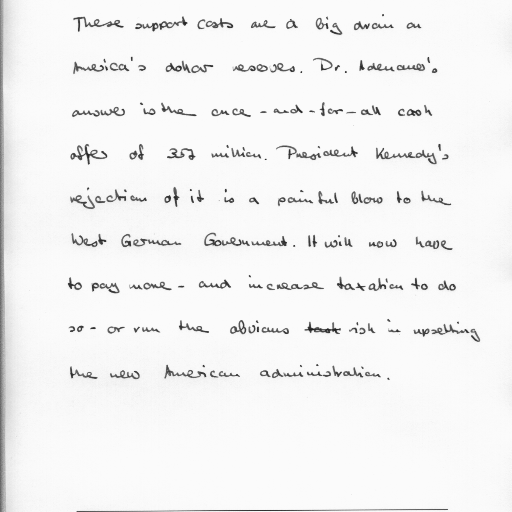 These support costs are a big drain on
America's dollar reserves. Dr. Adenauer's
answer is the once-and-for-all cash
offer of 357 million. President Kennedy's
rejection of it is a painful blow to the
West German Government. It will now have
to pay more - and increase taxation to do
so - or run the obvious task risk in upsetting
the new American administration.